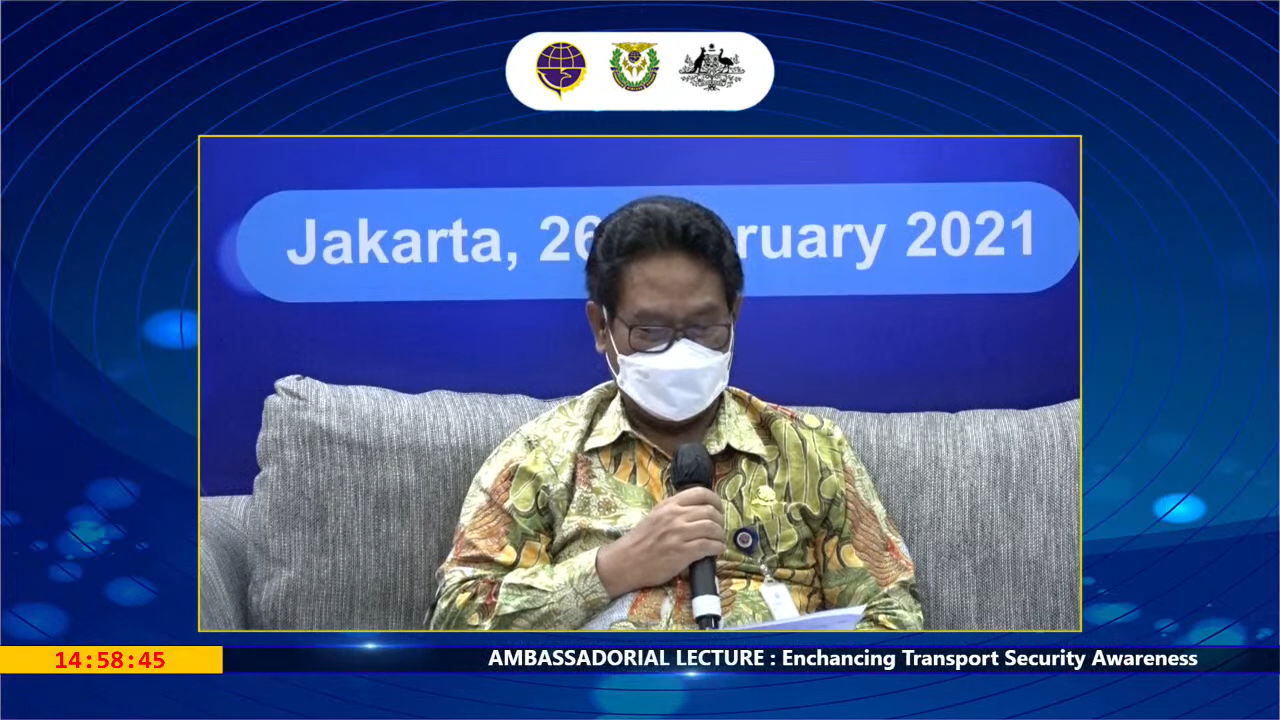 Jakarta, 26 ruary 2021
14:58:45
AMBASSADORIAL LECTURE : Enchancing Transport Security Awareness